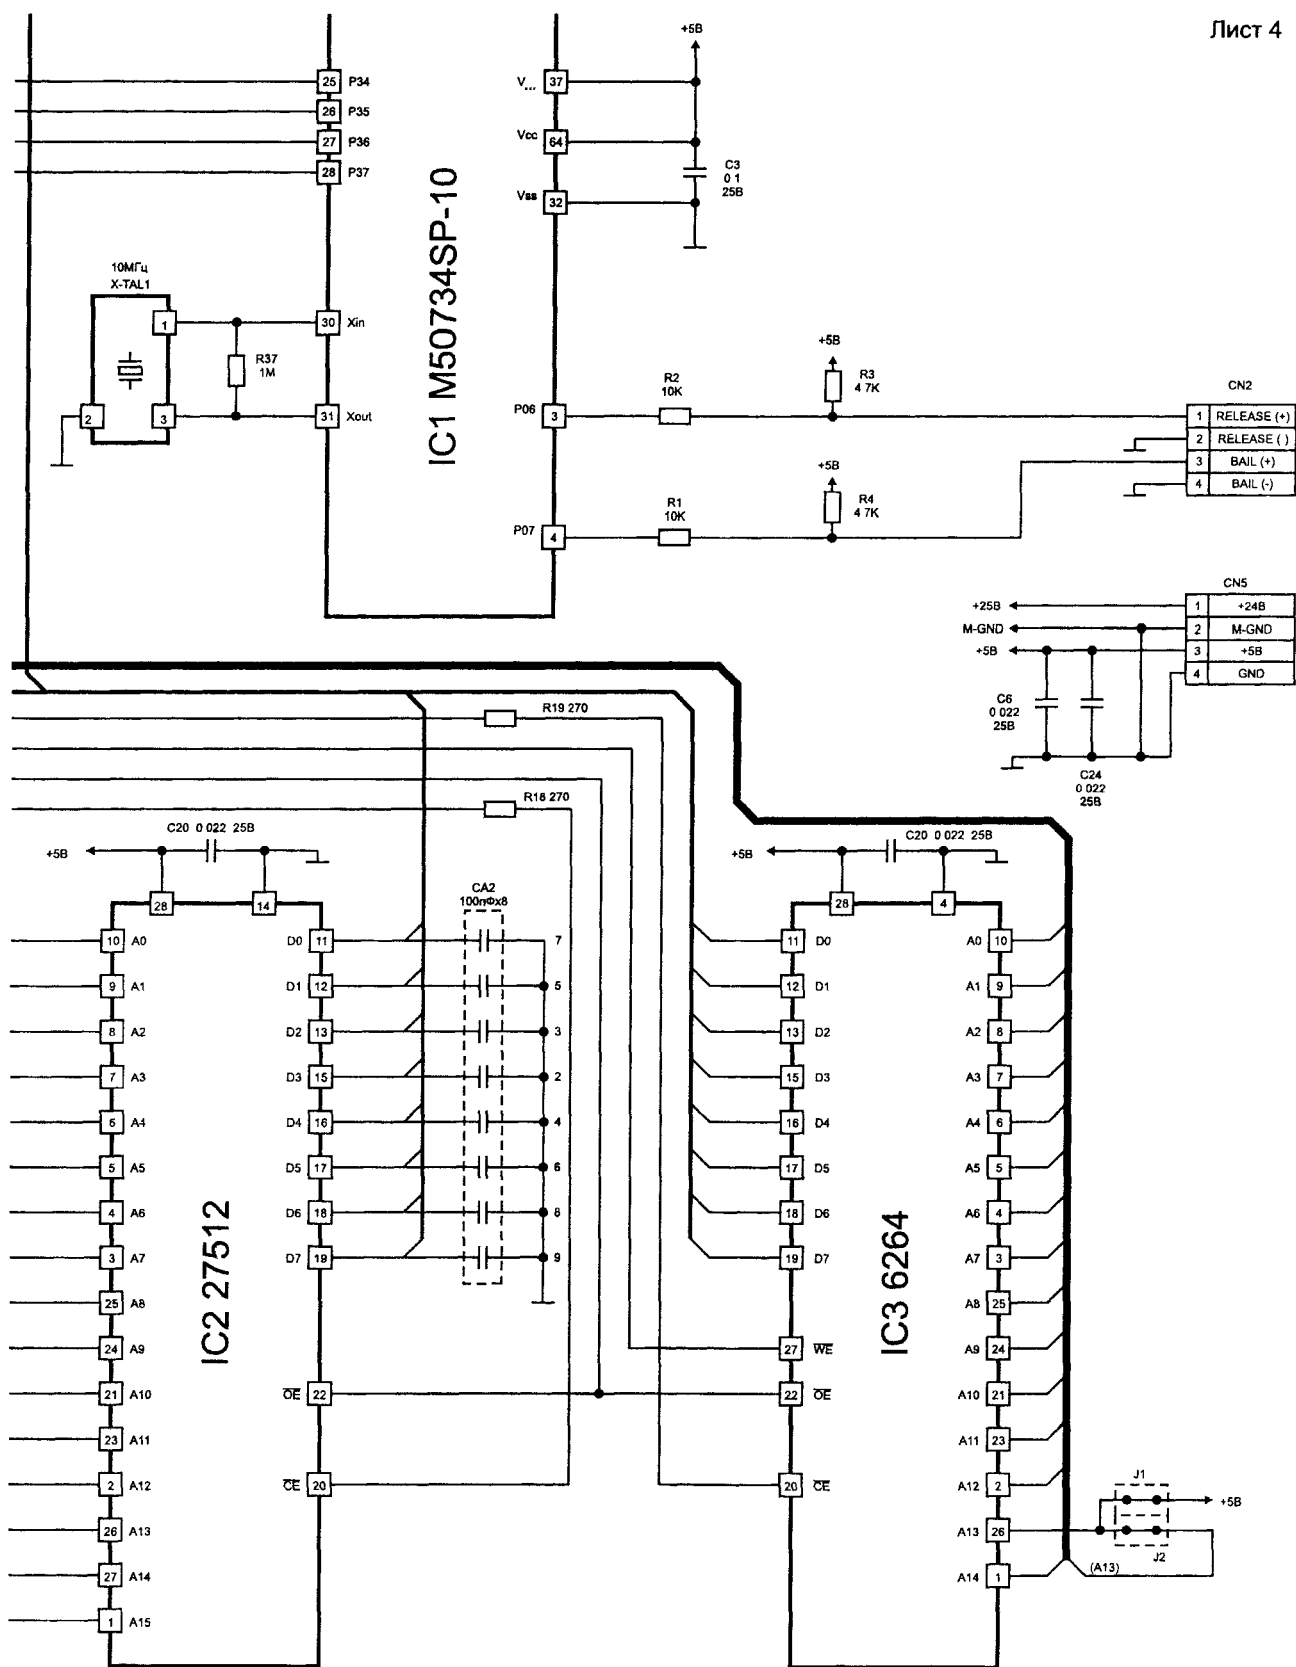 Лист 4
+5В
25 P34
26 P35
27 P36
28 P37
V... 37
Vcc 64
Vss 32
C3
0 1
25В
IC1 M50734SP-10
10МГц
X-TAL1
1
2
3
R37
1М
30 Xin
31 Xout
P06 3
P07 4
R2
10K
+5В
R3
4 7K
R1
10K
+5В
R4
4 7K
CN2
1 RELEASE (+)
2 RELEASE ( )
3 BAIL (+)
4 BAIL (-)
CN5
1 +24В
2 M-GND
3 +5В
4 GND
+25В
M-GND
+5В
C6
0 022
25В
C24
0 022
25В
R19 270
R18 270
C20 0 022 25В
+5В
28
14
CA2
100пФх8
IC2 27512
10 A0
9 A1
8 A2
7 A3
6 A4
5 A5
4 A6
3 A7
25 A8
24 A9
21 A10
23 A11
2 A12
26 A13
27 A14
1 A15
D0 11
D1 12
D2 13
D3 15
D4 16
D5 17
D6 18
D7 19
OE 22
CE 20
7
5
3
2
4
6
8
9
C20 0 022 25В
+5В
28
4
IC3 6264
11 D0
12 D1
13 D2
15 D3
16 D4
17 D5
18 D6
19 D7
27 WE
22 OE
20 CE
A0 10
A1 9
A2 8
A3 7
A4 6
A5 5
A6 4
A7 3
A8 25
A9 24
A10 21
A11 23
A12 2
A13 26
A14 1
J1
+5В
J2
(A13)